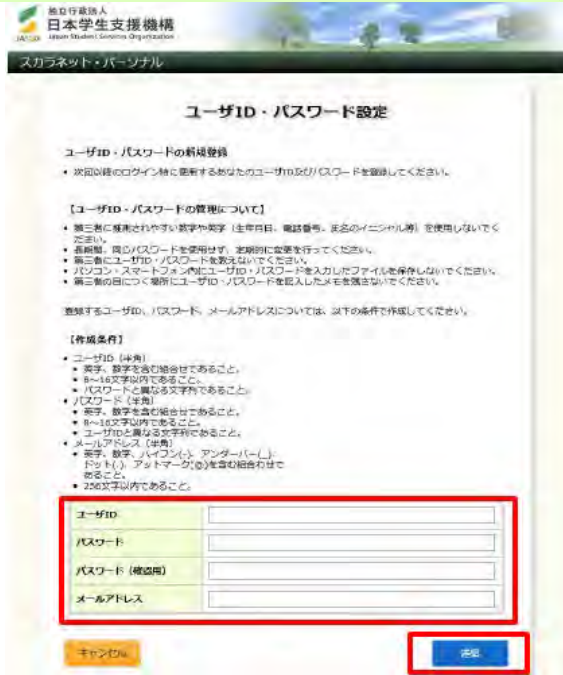 独立行政法人
日本学生支援機構
Japan Student Services Organization
JASSO
スカラネット・パーソナル
ユーザID・パスワード設定
ユーザID・パスワードの新規登録
• 次回以降のログイン時に使用するあなたのユーザID及びパスワードを登録してください。
【ユーザID・パスワードの管理について】
• 第三者に推測されやすい数字や英字（生年月日、電話番号、氏名のイニシャル等）を使用しないでく
ださい。
• 長期間、同じパスワードを使用せず、定期的に変更を行ってください。
• 第三者にユーザID・パスワードを教えないでください。
• パソコン・スマートフォン内にユーザID・パスワードを入力したファイルを保存しないでください。
• 第三者の目につく場所にユーザID・パスワードを記入したメモを残さないでください。
登録するユーザID、パスワード、メールアドレスについては、以下の条件で作成してください。
【作成条件】
• ユーザID（半角）
▪ 英字、数字を含む組合せであること。
▪ 8～16文字以内であること。
▪ パスワードと異なる文字列であること。
• パスワード（半角）
▪ 英字、数字を含む組合せであること。
▪ 8～16文字以内であること。
▪ ユーザIDと異なる文字列であること。
• メールアドレス（半角）
▪ 英字、数字、ハイフン(-)、アンダーバー(_)、
ドット(.)、アットマーク(@)を含む組合わせで
あること。
▪ 256文字以内であること。
ユーザID
パスワード
パスワード（確認用）
メールアドレス
キャンセル
送信